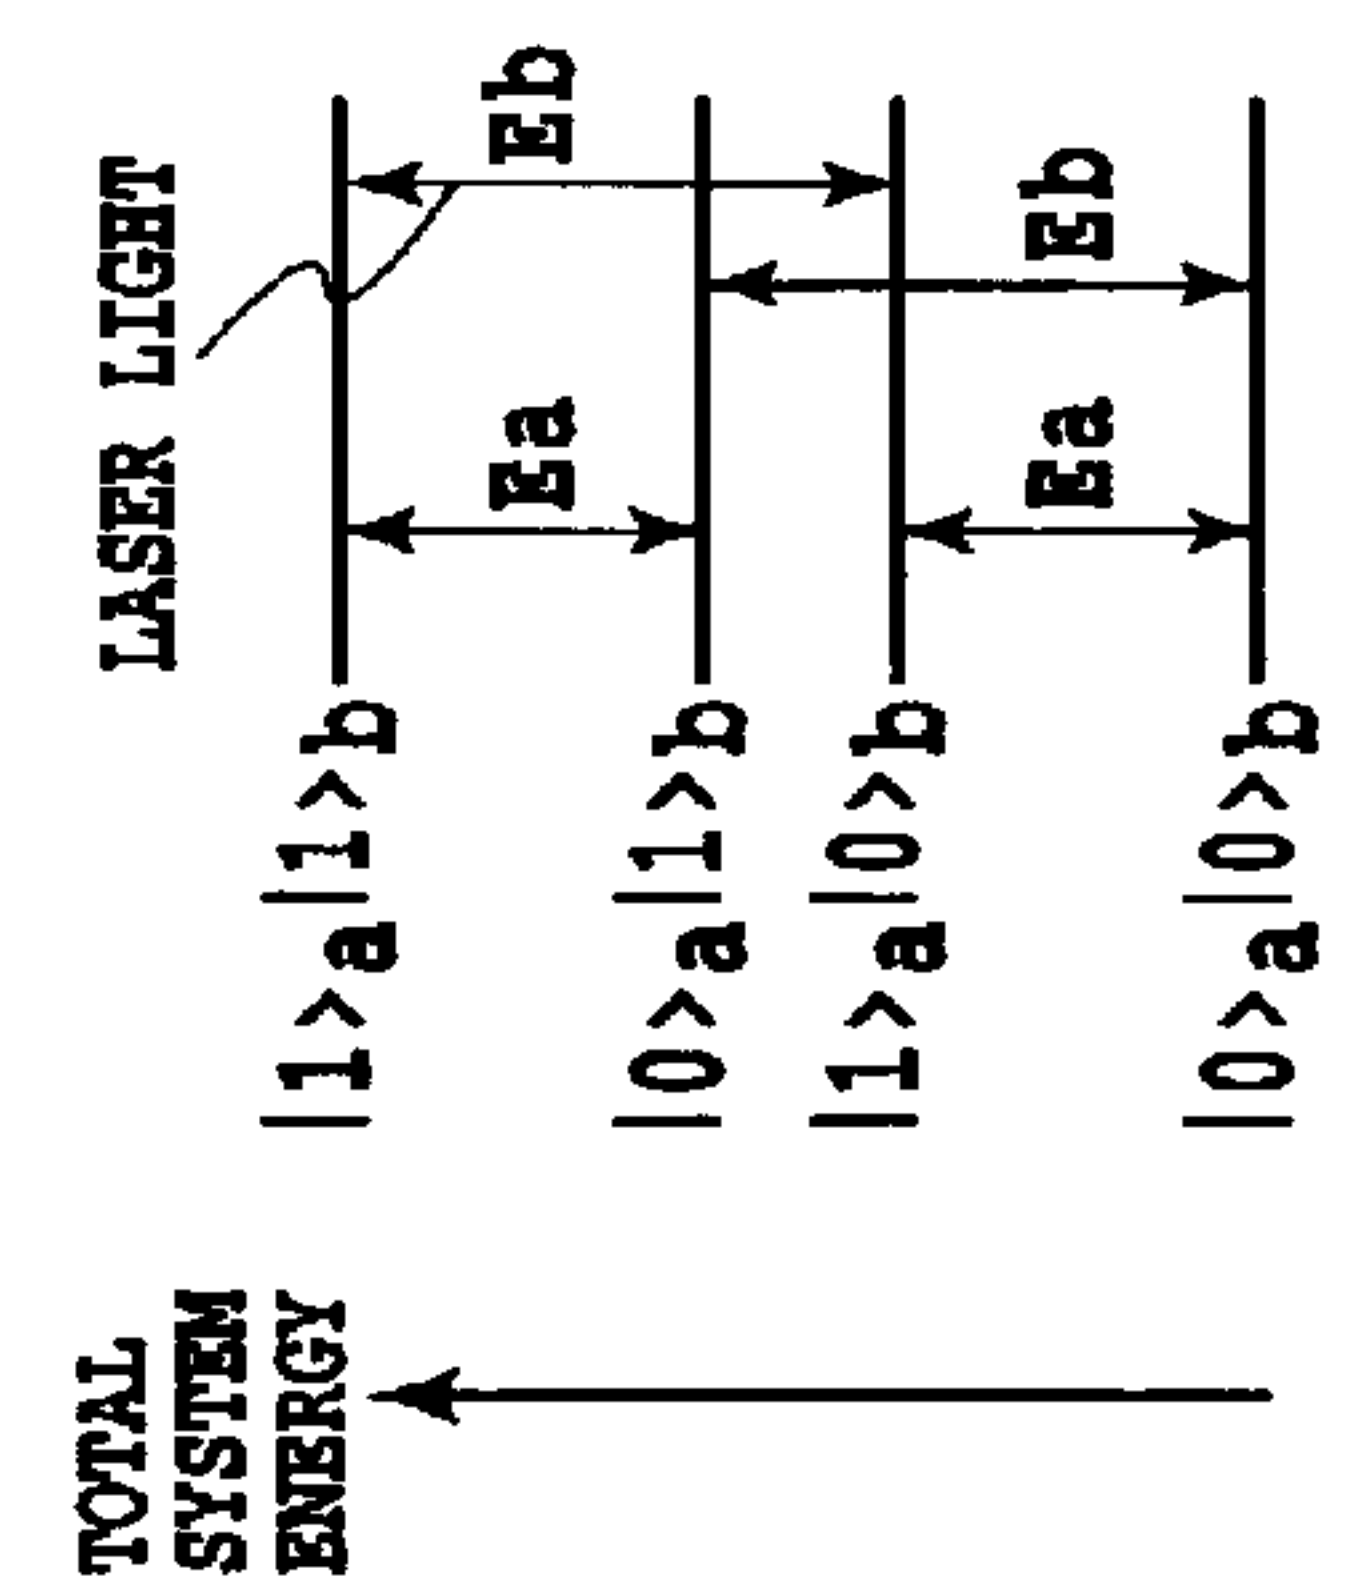 TOTAL
SYSTEM
ENERGY
LASER LIGHT
|1>a|1>b
Ea
Eb
|0>a|1>b
|1>a|0>b
Ea
Eb
|0>a|0>b